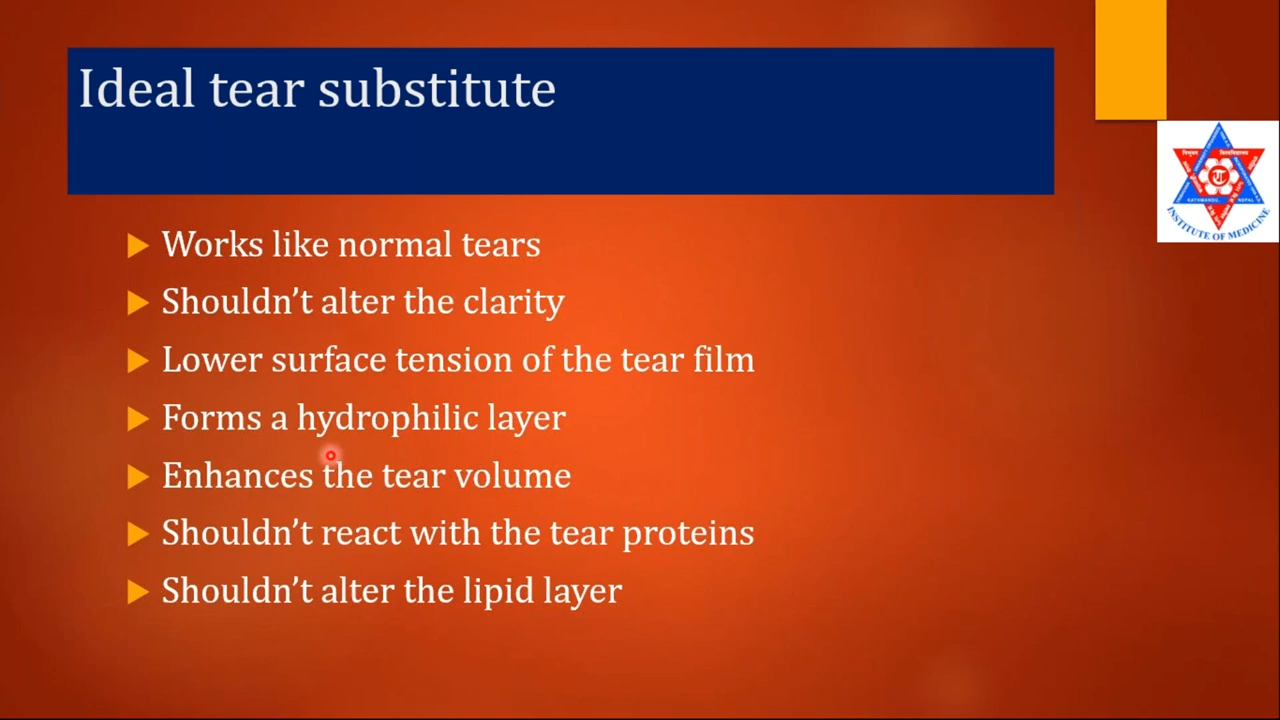 Ideal tear substitute
Works like normal tears
Shouldn’t alter the clarity
Lower surface tension of the tear film
Forms a hydrophilic layer
Enhances the tear volume
Shouldn’t react with the tear proteins
Shouldn’t alter the lipid layer
KATHMANDU, NEPAL
INSTITUTE OF MEDICINE